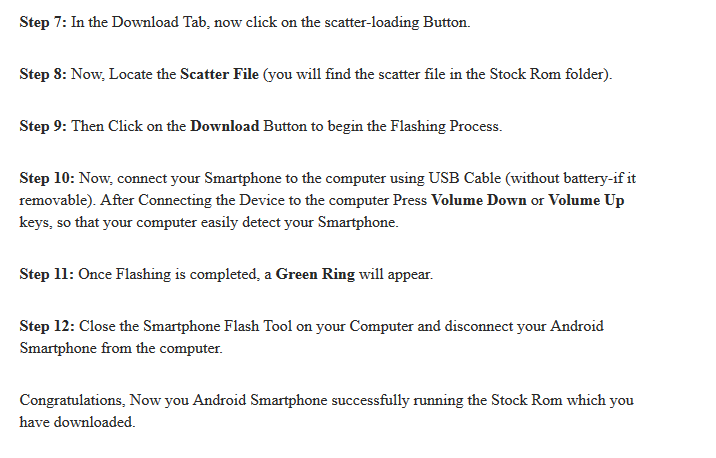 Step 7: In the Download Tab, now click on the scatter-loading Button.
Step 8: Now, Locate the Scatter File (you will find the scatter file in the Stock Rom folder).
Step 9: Then Click on the Download Button to begin the Flashing Process.
Step 10: Now, connect your Smartphone to the computer using USB Cable (without battery-if it
removable). After Connecting the Device to the computer Press Volume Down or Volume Up
keys, so that your computer easily detect your Smartphone.
Step 11: Once Flashing is completed, a Green Ring will appear.
Step 12: Close the Smartphone Flash Tool on your Computer and disconnect your Android
Smartphone from the computer.
Congratulations, Now you Android Smartphone successfully running the Stock Rom which you
have downloaded.